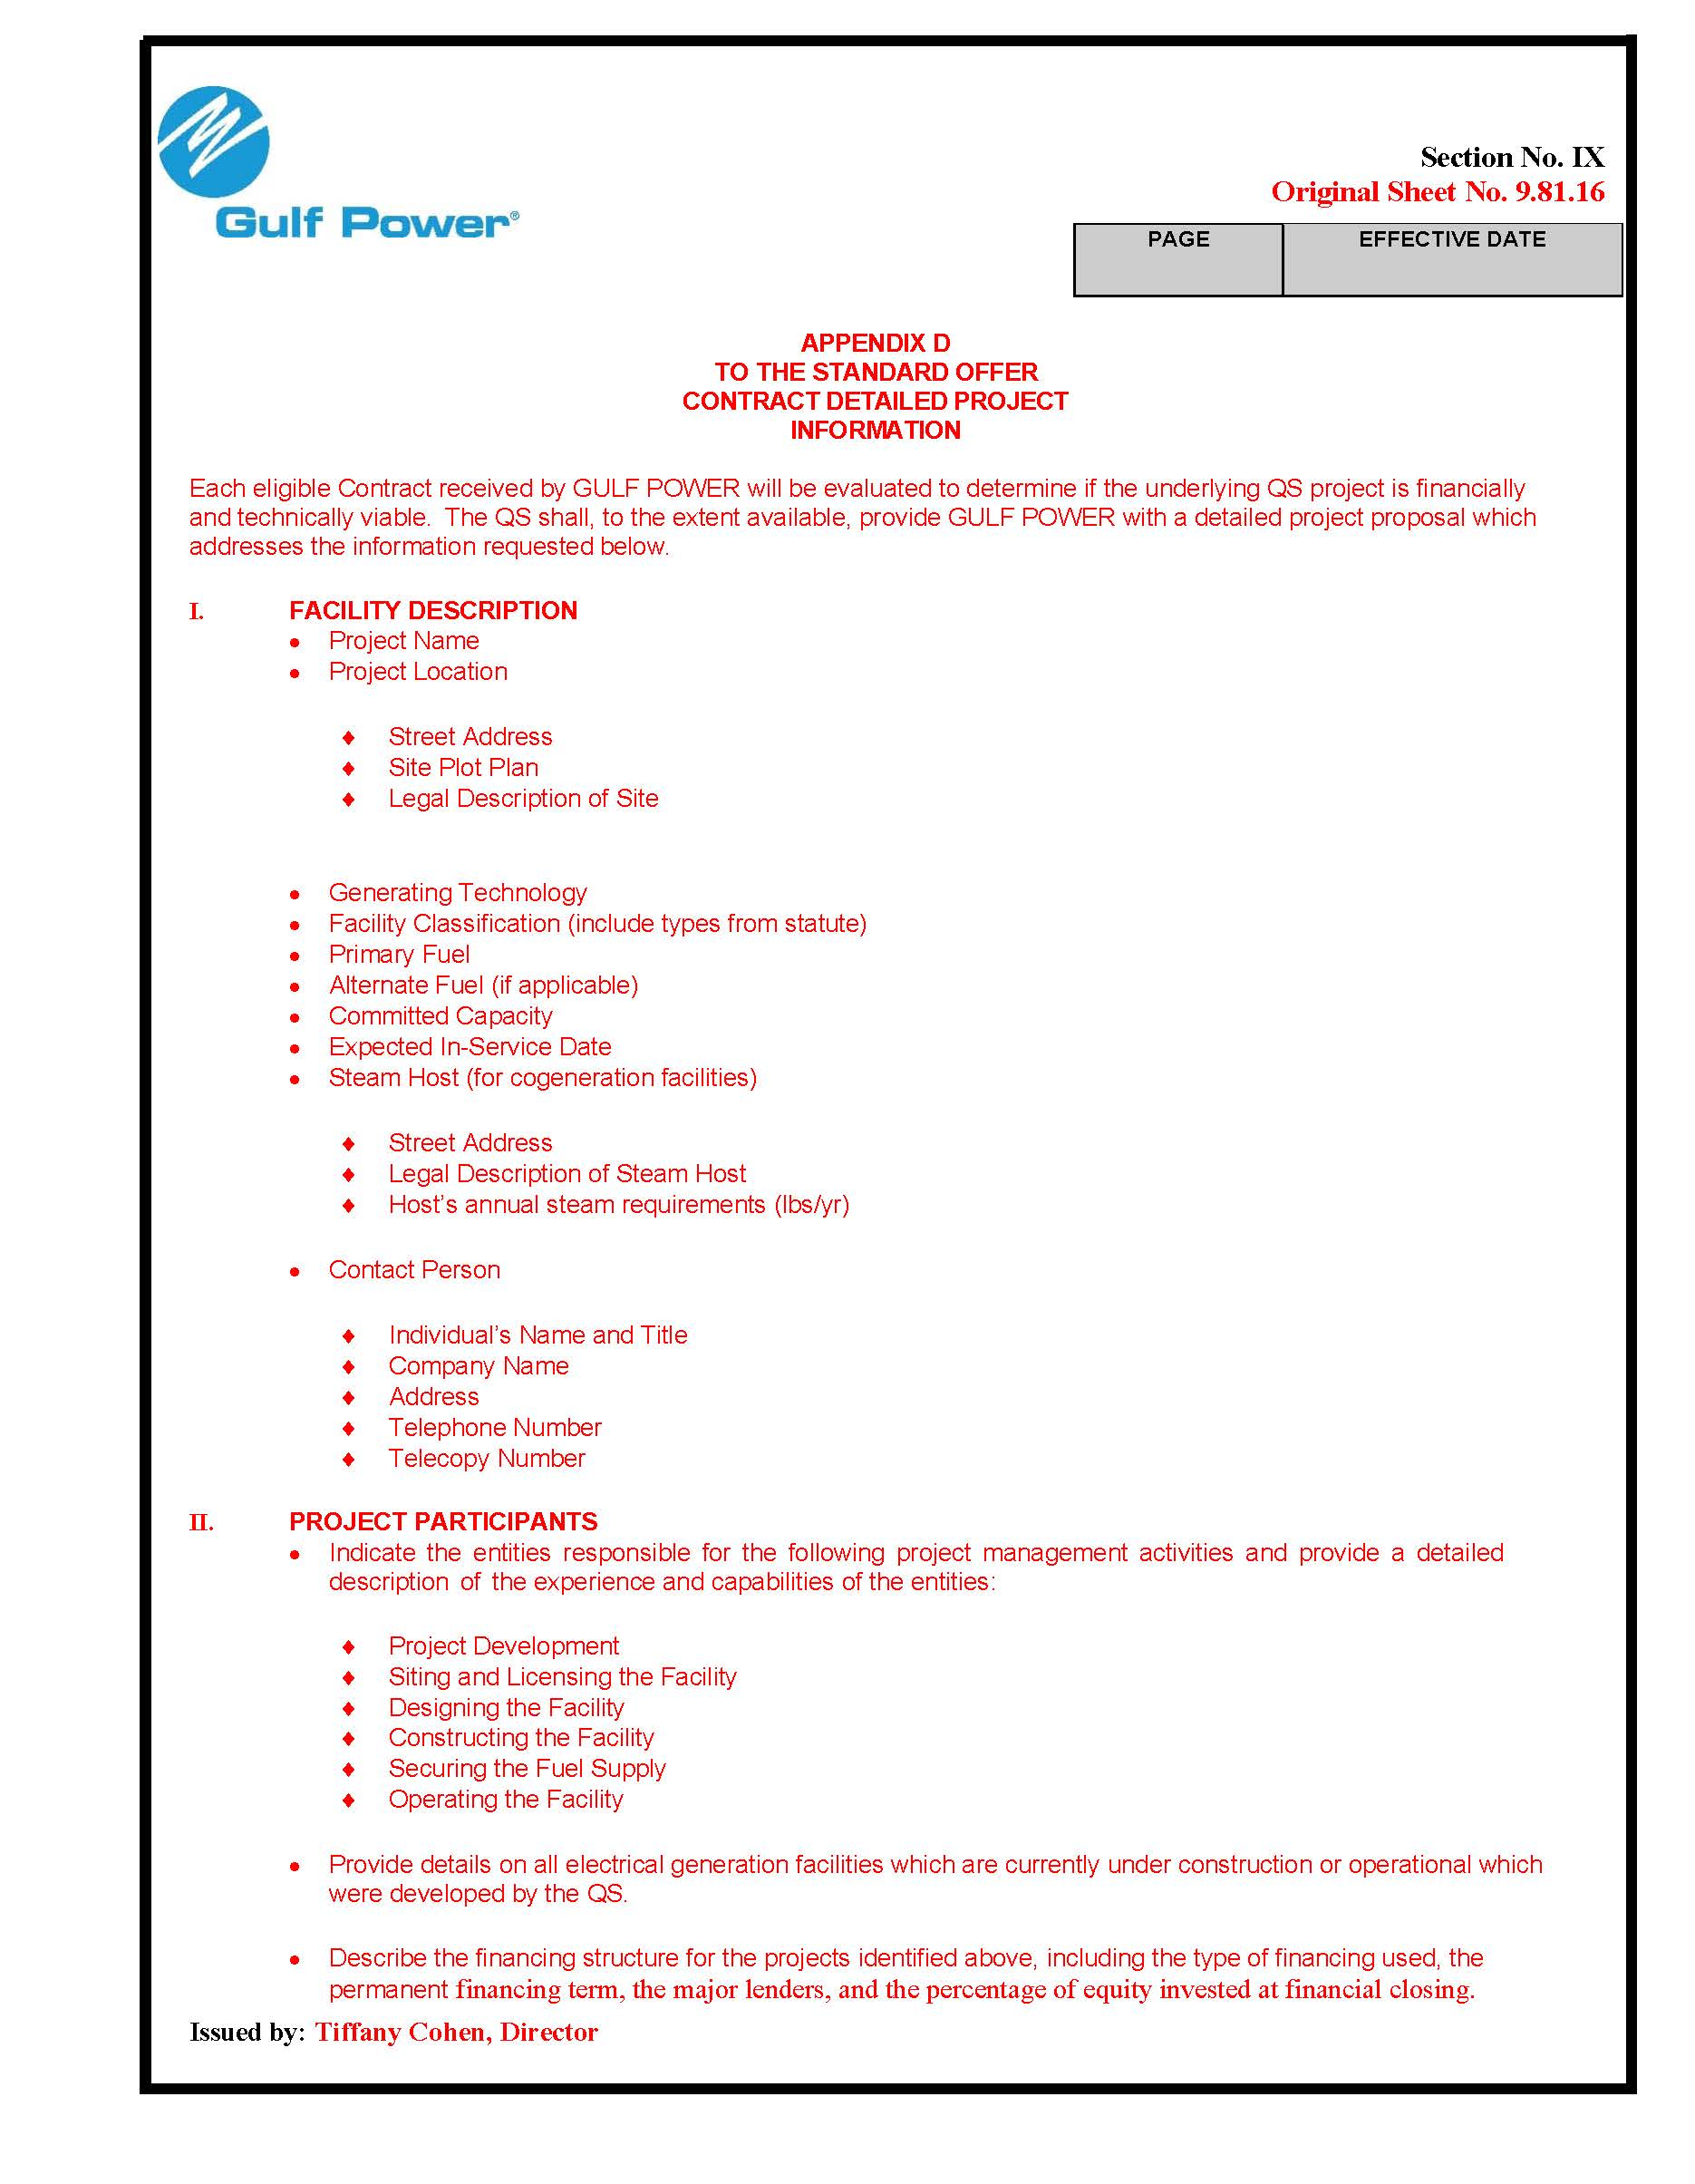 Gulf Power®
Section No. IX
Original Sheet No. 9.81.16
PAGE EFFECTIVE DATE
APPENDIX D
TO THE STANDARD OFFER
CONTRACT DETAILED PROJECT
INFORMATION
Each eligible Contract received by GULF POWER will be evaluated to determine if the underlying QS project is financially
and technically viable. The QS shall, to the extent available, provide GULF POWER with a detailed project proposal which
addresses the information requested below.
I. FACILITY DESCRIPTION
• Project Name
• Project Location
♦ Street Address
♦ Site Plot Plan
♦ Legal Description of Site
• Generating Technology
• Facility Classification (include types from statute)
• Primary Fuel
• Alternate Fuel (if applicable)
• Committed Capacity
• Expected In-Service Date
• Steam Host (for cogeneration facilities)
♦ Street Address
♦ Legal Description of Steam Host
♦ Host’s annual steam requirements (lbs/yr)
• Contact Person
♦ Individual’s Name and Title
♦ Company Name
♦ Address
♦ Telephone Number
♦ Telecopy Number
II. PROJECT PARTICIPANTS
• Indicate the entities responsible for the following project management activities and provide a detailed
description of the experience and capabilities of the entities:
♦ Project Development
♦ Siting and Licensing the Facility
♦ Designing the Facility
♦ Constructing the Facility
♦ Securing the Fuel Supply
♦ Operating the Facility
• Provide details on all electrical generation facilities which are currently under construction or operational which
were developed by the QS.
• Describe the financing structure for the projects identified above, including the type of financing used, the
permanent financing term, the major lenders, and the percentage of equity invested at financial closing.
Issued by: Tiffany Cohen, Director